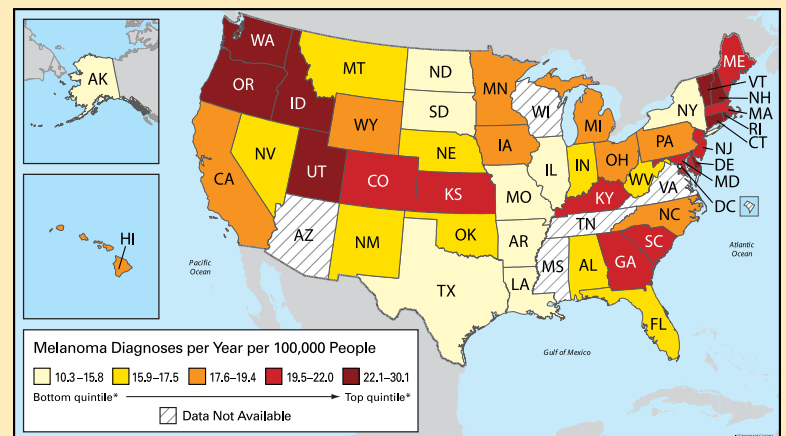 AK
HI
WA
OR
ID
MT
ND
SD
MN
WI
MI
ME
VT
NH
MA
RI
CT
NY
NJ
DE
MD
DC
PA
WY
NE
IA
NV
UT
CO
KS
CA
IL
IN
OH
WV
VA
KY
MO
AZ
NM
OK
AR
TN
NC
SC
GA
AL
MS
LA
TX
FL
Pacific
Ocean
Atlantic
Ocean
Gulf of Mexico
Melanoma Diagnoses per Year per 100,000 People
10.3–15.8 15.9–17.5 17.6–19.4 19.5–22.0 22.1–30.1
Bottom quintile* Top quintile*
Data Not Available